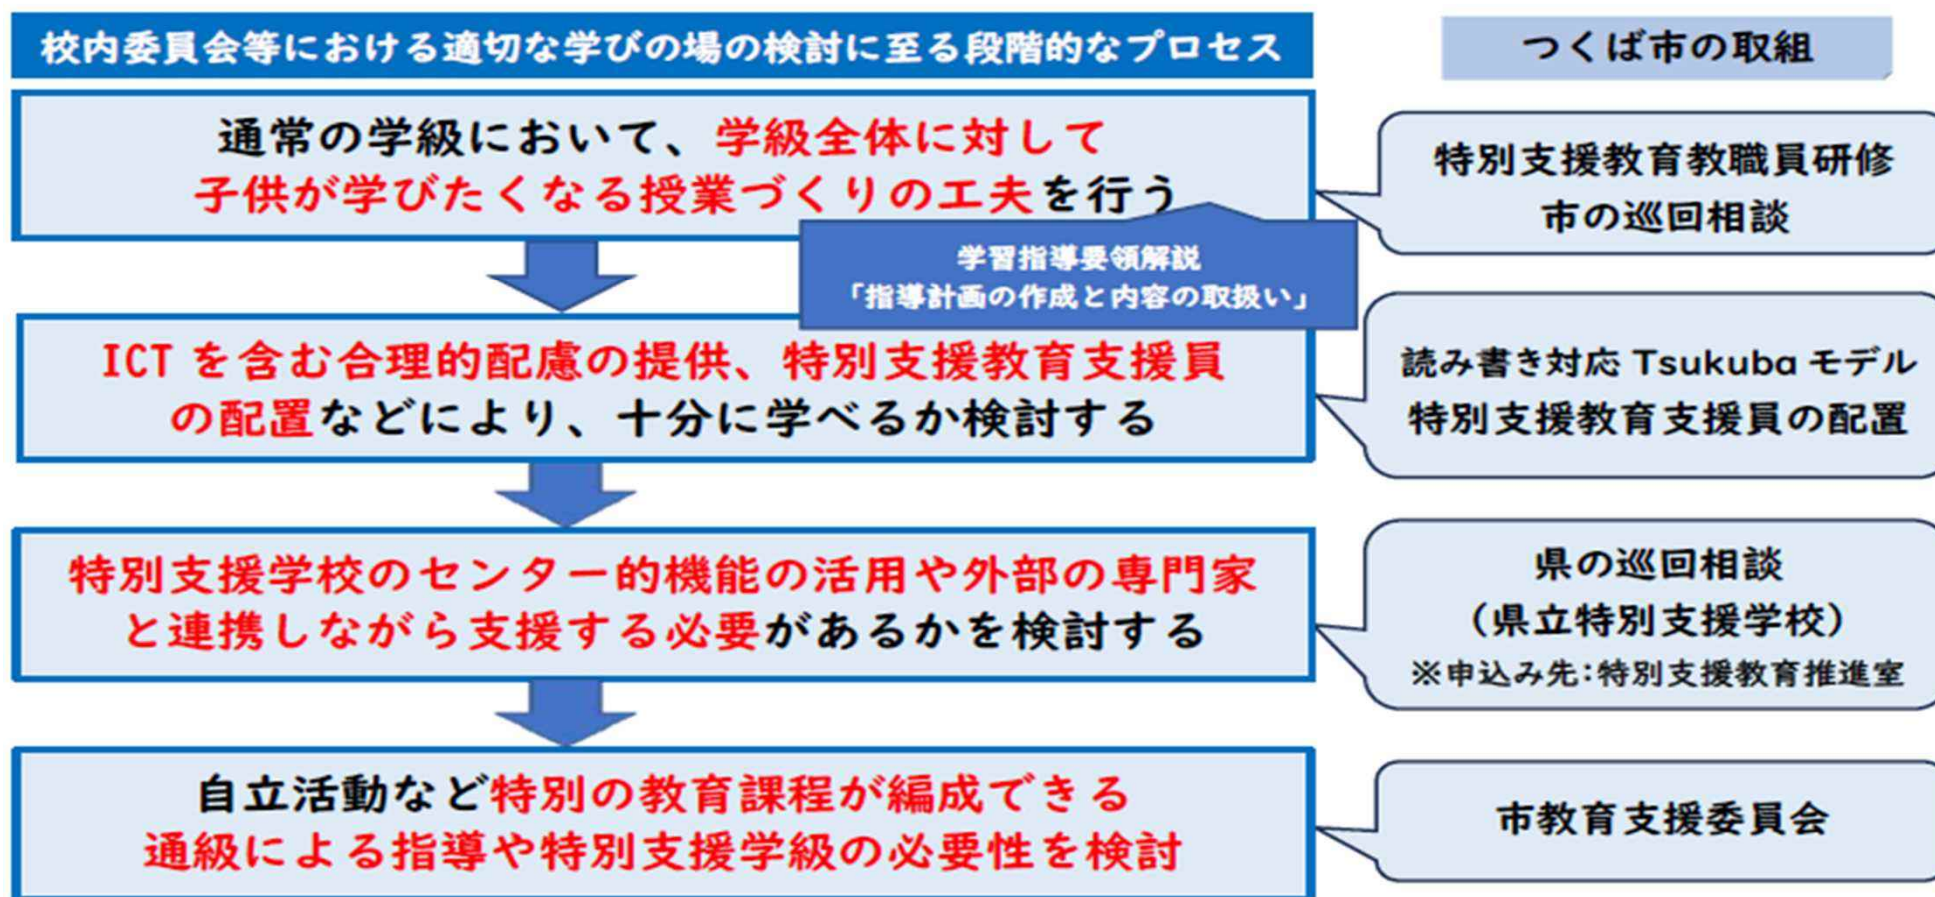 校内委員会等における適切な学びの場の検討に至る段階的なプロセス
つくば市の取組
通常の学級において、学級全体に対して
子供が学びたくなる授業づくりの工夫を行う
特別支援教育教職員研修
市の巡回相談
学習指導要領解説
「指導計画の作成と内容の取扱い」
ICT を含む合理的配慮の提供、特別支援教育支援員
の配置などにより、十分に学べるか検討する
読み書き対応 Tsukuba モデル
特別支援教育支援員の配置
特別支援学校のセンター的機能の活用や外部の専門家
と連携しながら支援する必要があるかを検討する
県の巡回相談
（県立特別支援学校）
※申込み先：特別支援教育推進室
自立活動など特別の教育課程が編成できる
通級による指導や特別支援学級の必要性を検討
市教育支援委員会